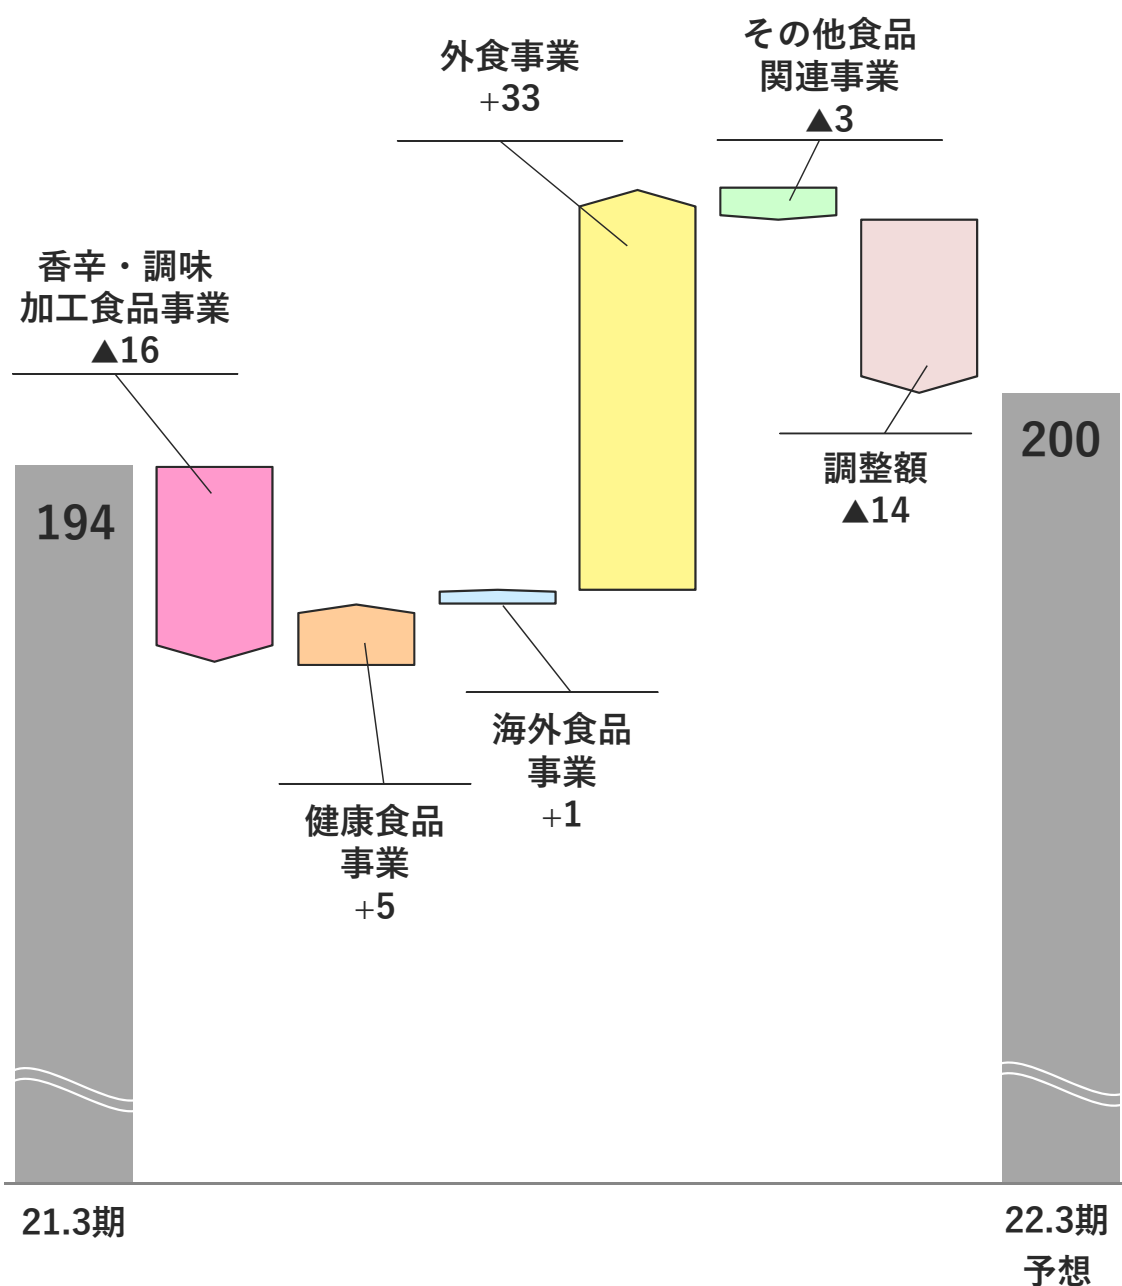 外食事業
+33
その他食品
関連事業
▲3
香辛・調味
加工食品事業
▲16
194
200
調整額
▲14
海外食品
事業
+1
健康食品
事業
+5
21.3期
22.3期
予想